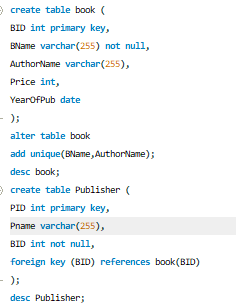 create table book (
BID int primary key,
BName varchar(255) not null,
AuthorName varchar(255),
Price int,
YearOfPub date
);
alter table book
add unique(BName,AuthorName);
desc book;
create table Publisher (
PID int primary key,
Pname varchar(255),
BID int not null,
foreign key (BID) references book(BID)
);
desc Publisher;